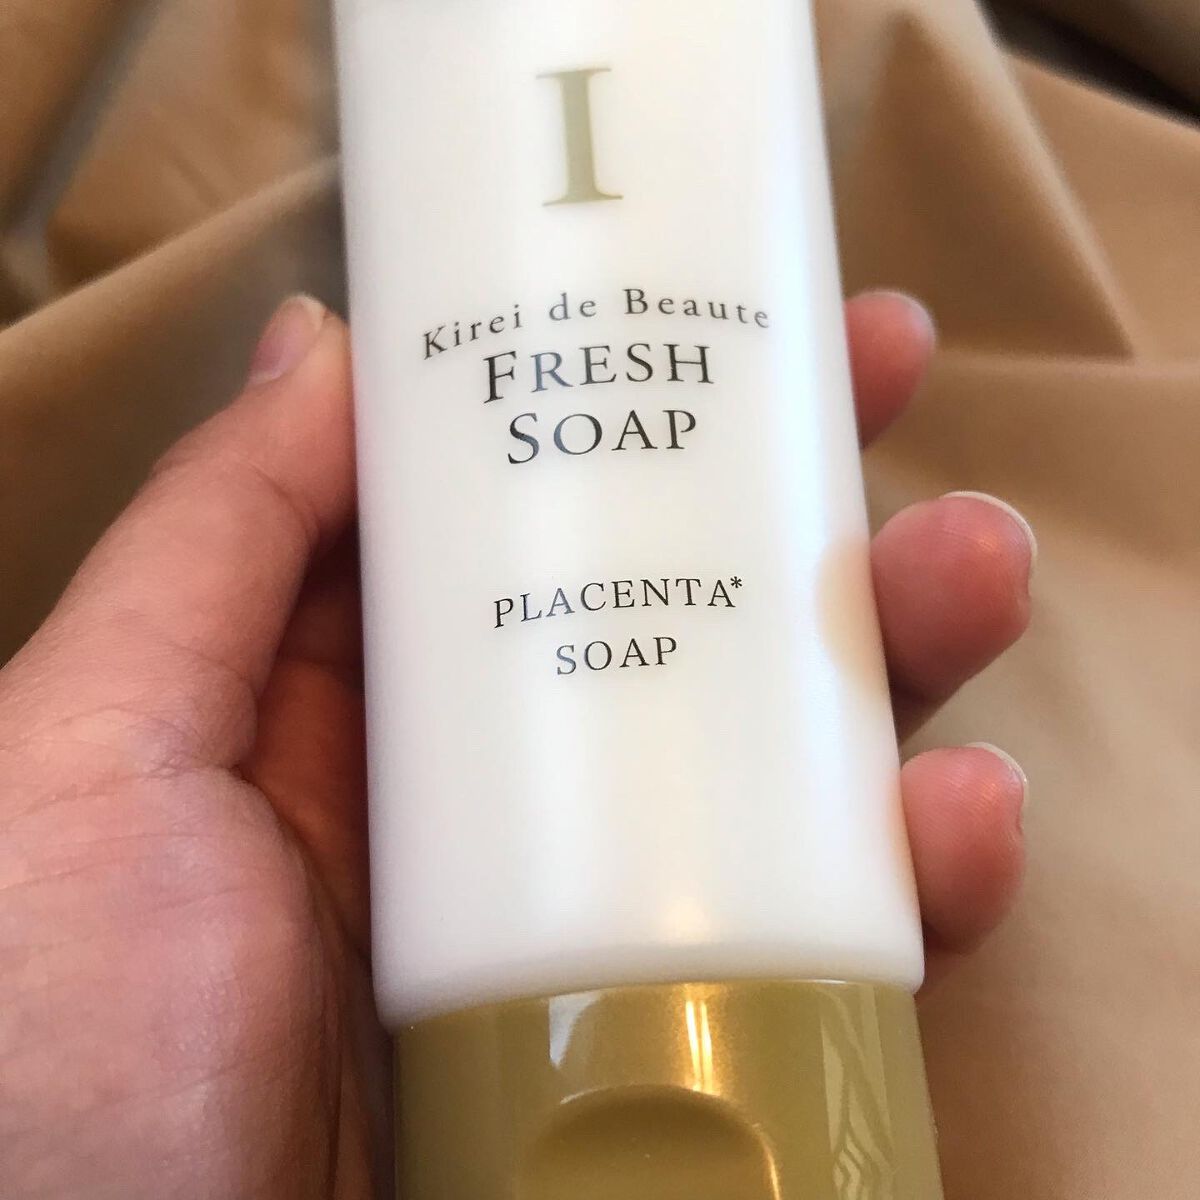 I
Kirei de Beaute
FRESH
SOAP
PLACENTA*
SOAP